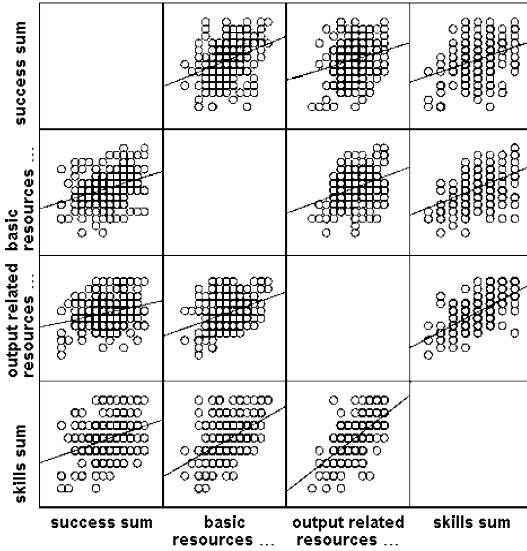 success sum
basic
resources ...
output related
resources ...
skills sum
success sum
basic
resources ...
output related
resources ...
skills sum